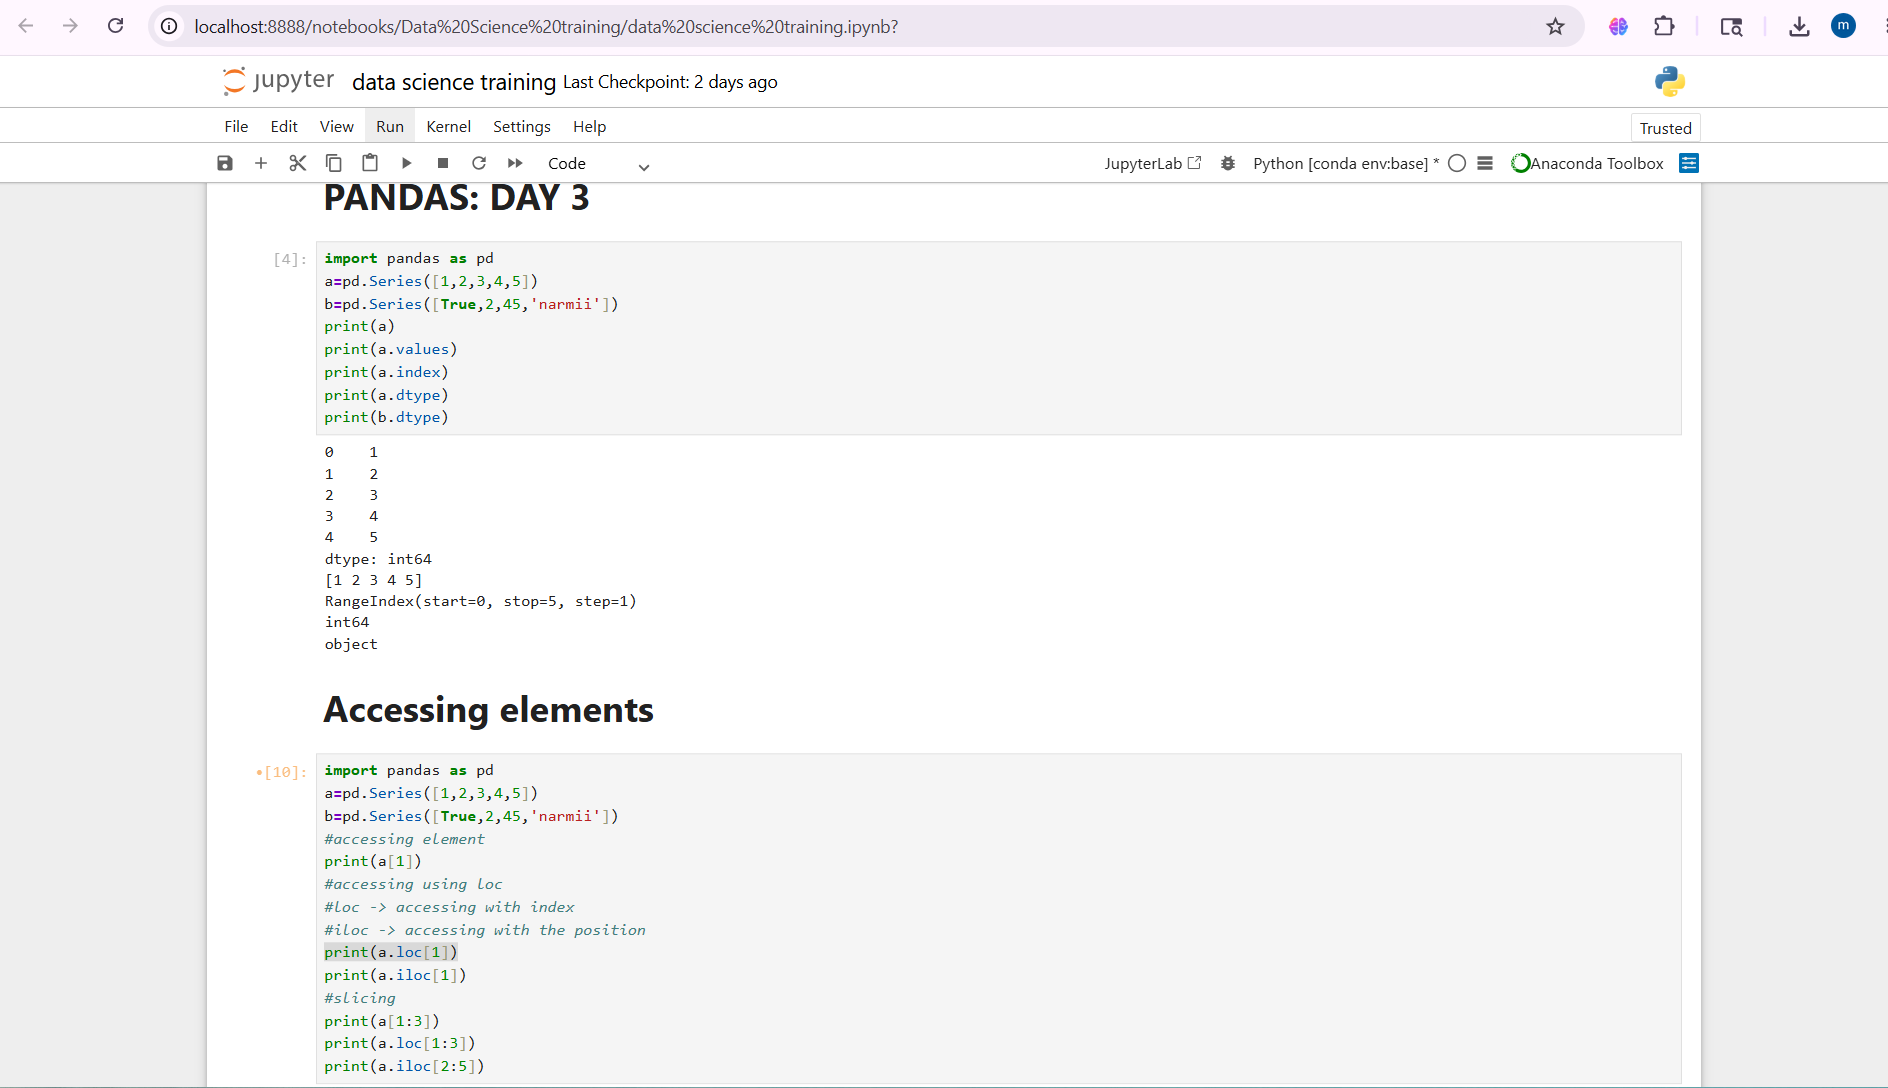 localhost:8888/notebooks/Data%20Science%20training/data%20science%20training.ipynb?
m
jupyter data science training Last Checkpoint: 2 days ago
File Edit View Run Kernel Settings Help
Trusted
Code
JupyterLab
Python [conda env:base] *
Anaconda Toolbox
PANDAS: DAY 3
[4]:
import pandas as pd
a=pd.Series([1,2,3,4,5])
b=pd.Series([True,2,45,'narmii'])
print(a)
print(a.values)
print(a.index)
print(a.dtype)
print(b.dtype)
0    1
1    2
2    3
3    4
4    5
dtype: int64
[1 2 3 4 5]
RangeIndex(start=0, stop=5, step=1)
int64
object
Accessing elements
•[10]:
import pandas as pd
a=pd.Series([1,2,3,4,5])
b=pd.Series([True,2,45,'narmii'])
#accessing element
print(a[1])
#accessing using loc
#loc -> accessing with index
#iloc -> accessing with the position
print(a.loc[1])
print(a.iloc[1])
#slicing
print(a[1:3])
print(a.loc[1:3])
print(a.iloc[2:5])